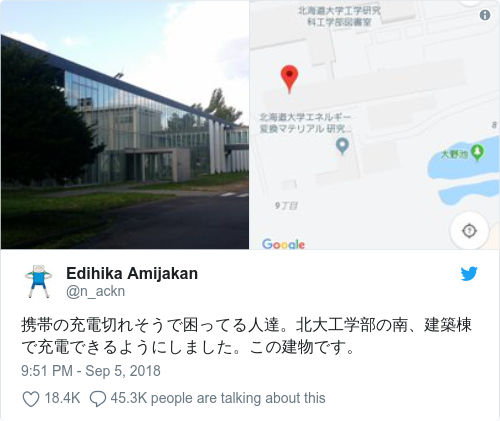 北海道大学工学研究
科工学部図書室
北海道大学エネルギー
変換マテリアル 研究...
8
大野池
9丁目
Google
Edihika Amijakan
@n_ackn
携帯の充電切れそうで困ってる人達。北大工学部の南、建築棟
で充電できるようにしました。この建物です。
9:51 PM - Sep 5, 2018
18.4K 45.3K people are talking about this